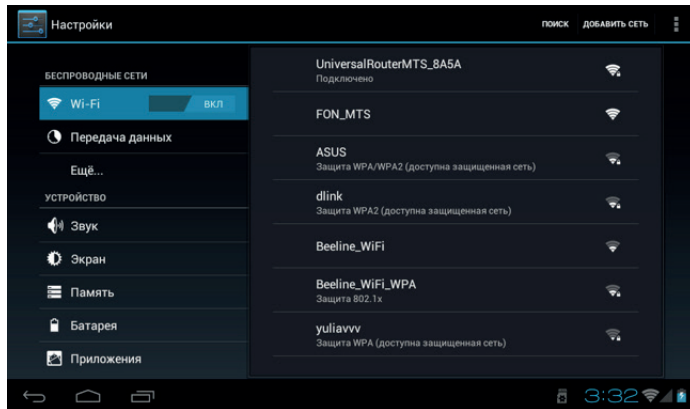 Настройки
ПОИСК
ДОБАВИТЬ СЕТЬ
БЕСПРОВОДНЫЕ СЕТИ
Wi-Fi
ВКЛ
Передача данных
Ещё...
УСТРОЙСТВО
Звук
Экран
Память
Батарея
Приложения
UniversalRouterMTS_8A5A
Подключено
FON_MTS
ASUS
Защита WPA/WPA2 (доступна защищенная сеть)
dlink
Защита WPA2 (доступна защищенная сеть)
Beeline_WiFi
Beeline_WiFi_WPA
Защита 802.1x
yuliavvv
Защита WPA (доступна защищенная сеть)
3:32